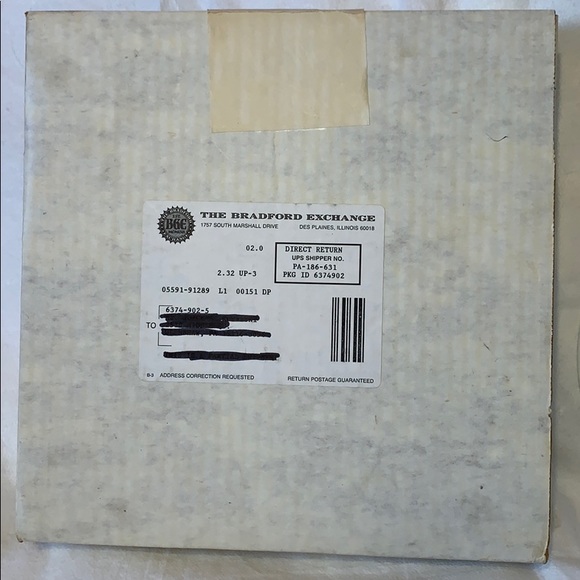 BGE
THE BRADFORD EXCHANGE
1757 SOUTH MARSHALL DRIVE DES PLAINES, ILLINOIS 60018
02.0
DIRECT RETURN
UPS SHIPPER NO.
PA-186-631
PKG ID 6374902
2.32 UP-3
05591-91289 L1 00151 DP
6374-902-5
TO
B-3 ADDRESS CORRECTION REQUESTED RETURN POSTAGE GUARANTEED